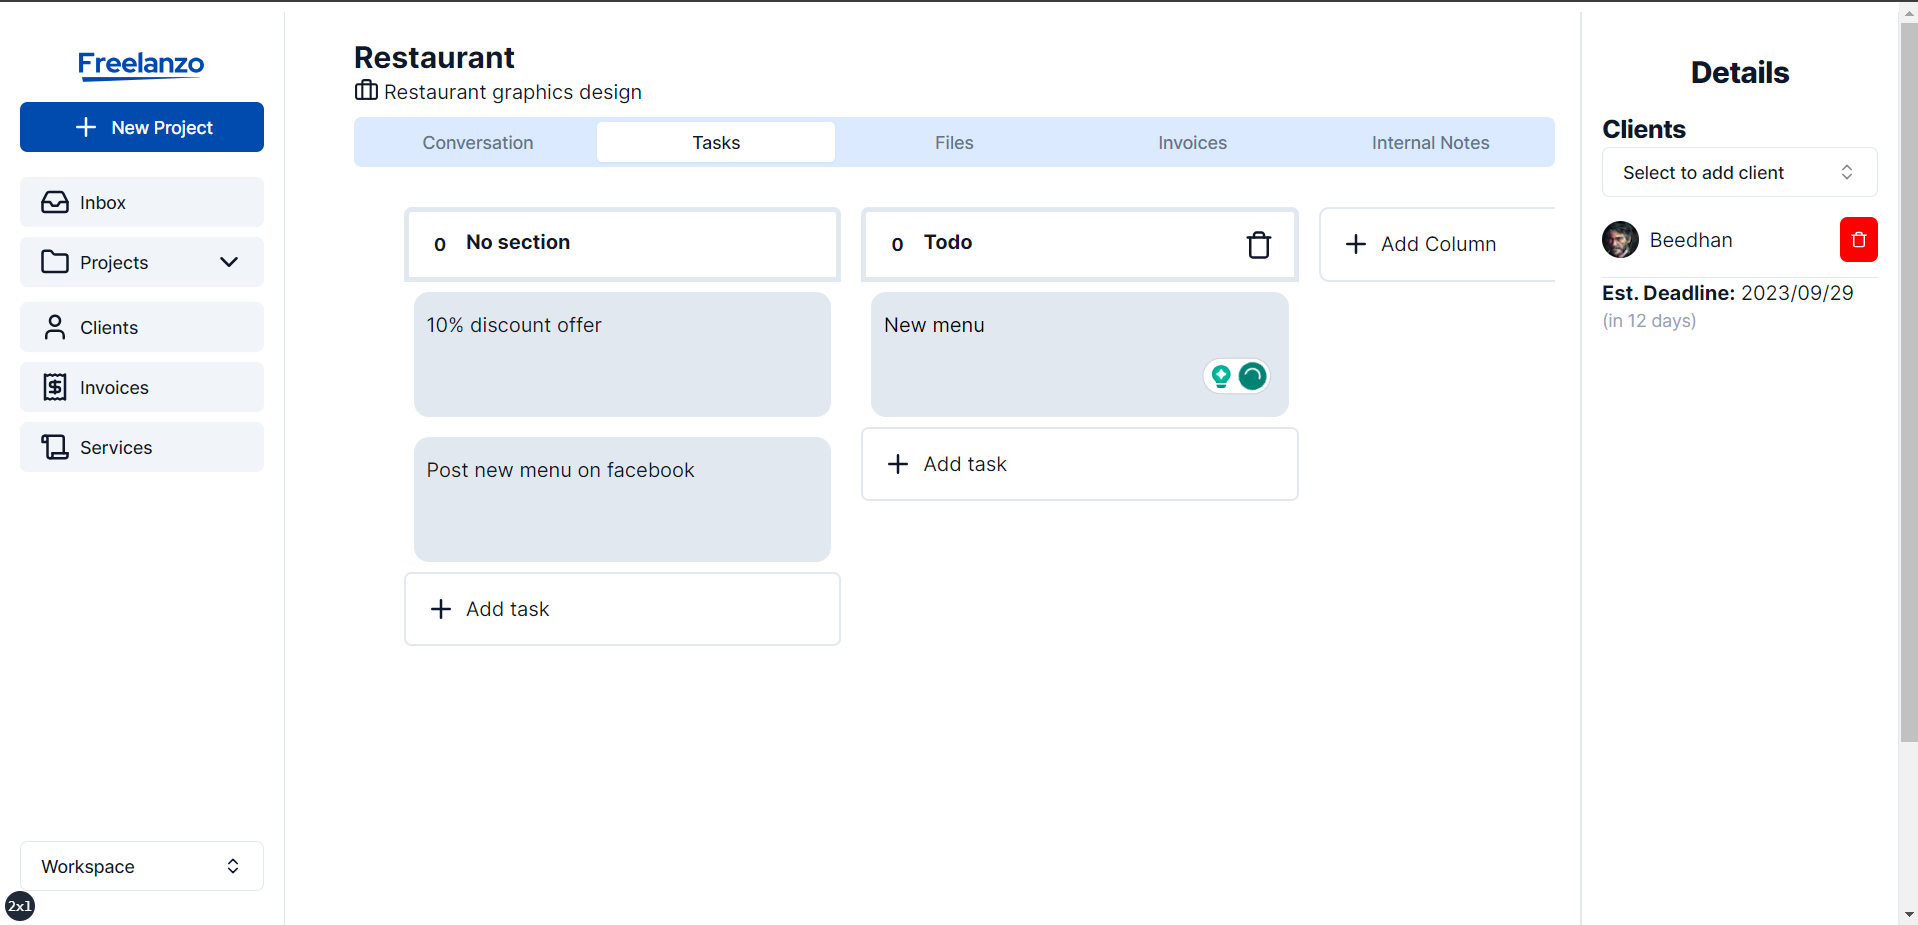 Freelanzo
New Project
Inbox
Projects
Clients
Invoices
Services
Workspace
2xl
Restaurant
Restaurant graphics design
Conversation
Tasks
Files
Invoices
Internal Notes
0 No section
10% discount offer
Post new menu on facebook
Add task
0 Todo
New menu
Add task
Add Column
Details
Clients
Select to add client
Beedhan
Est. Deadline: 2023/09/29
(in 12 days)